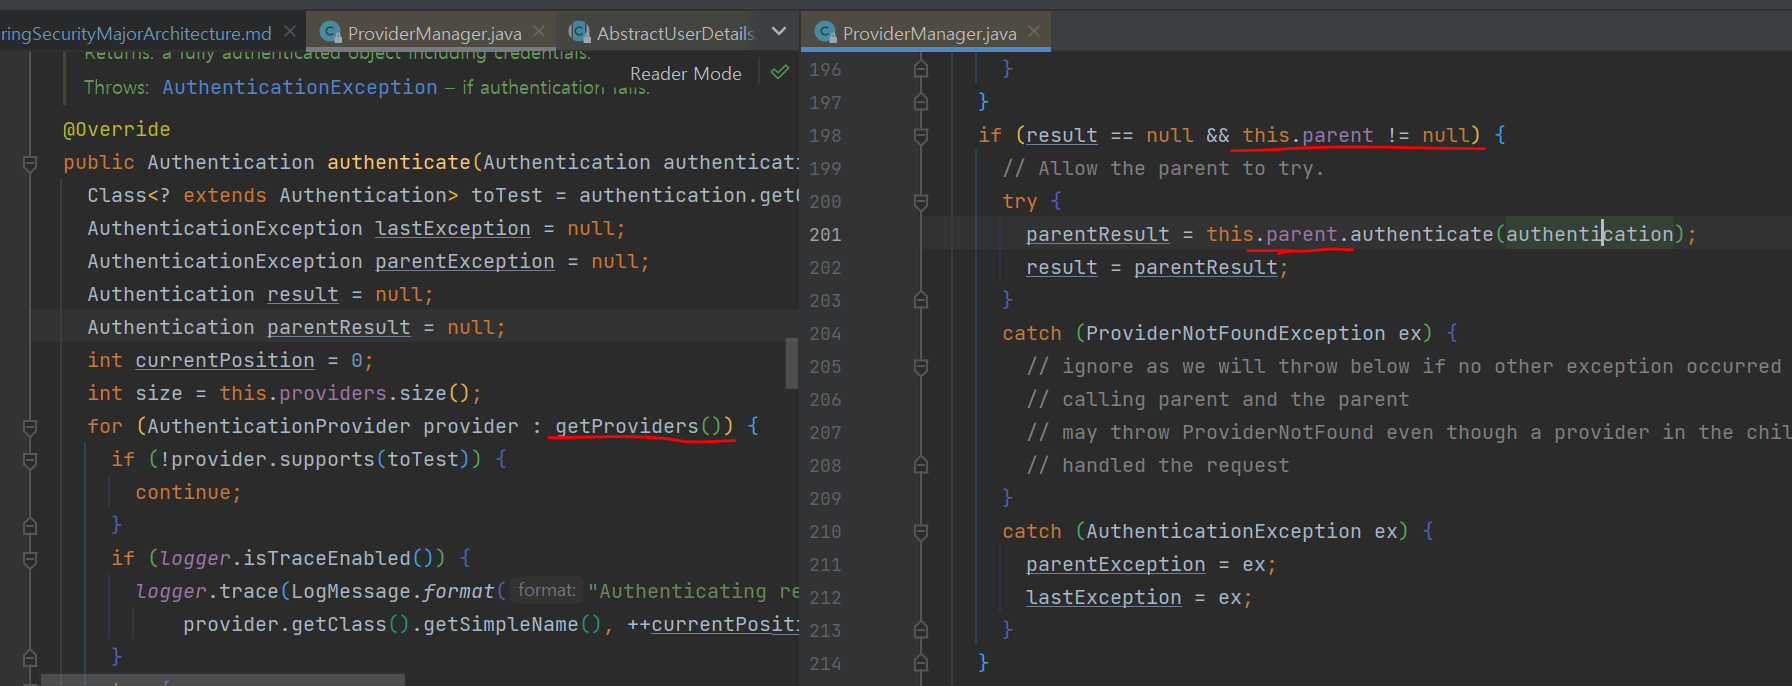 ringSecurityMajorArchitecture.md
ProviderManager.java
AbstractUserDetails
ProviderManager.java
Returns: a fully authenticated object including credentials.
Reader Mode
Throws: AuthenticationException – if authentication fails.
@Override
public Authentication authenticate(Authentication authenticati
Class<? extends Authentication> toTest = authentication.get
AuthenticationException lastException = null;
AuthenticationException parentException = null;
Authentication result = null;
Authentication parentResult = null;
int currentPosition = 0;
int size = this.providers.size();
for (AuthenticationProvider provider : getProviders()) {
if (!provider.supports(toTest)) {
continue;
}
if (logger.isTraceEnabled()) {
logger.trace(LogMessage.format( format: "Authenticating re
provider.getClass().getSimpleName(), ++currentPositi
}
196 }
197 }
198 if (result == null && this.parent != null) {
199 // Allow the parent to try.
200 try {
201 parentResult = this.parent.authenticate(authentication);
202 result = parentResult;
203 }
204 catch (ProviderNotFoundException ex) {
205 // ignore as we will throw below if no other exception occurred
206 // calling parent and the parent
207 // may throw ProviderNotFound even though a provider in the chil
208 // handled the request
209 }
210 catch (AuthenticationException ex) {
211 parentException = ex;
212 lastException = ex;
213 }
214 }